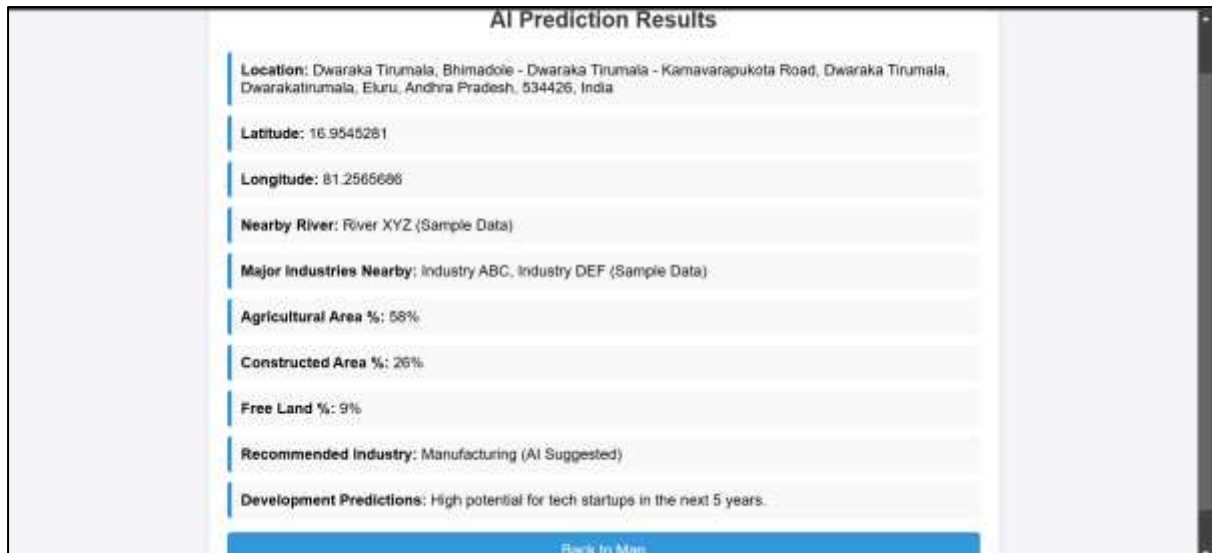 AI Prediction Results
Location: Dwaraka Tirumala, Bhimadole - Dwaraka Tirumala - Kamavarapukota Road, Dwaraka Tirumala,
Dwarakatirumala, Eluru, Andhra Pradesh, 534426, India
Latitude: 16.9545281
Longitude: 81.2565686
Nearby River: River XYZ (Sample Data)
Major Industries Nearby: Industry ABC, Industry DEF (Sample Data)
Agricultural Area %: 58%
Constructed Area %: 26%
Free Land %: 9%
Recommended Industry: Manufacturing (AI Suggested)
Development Predictions: High potential for tech startups in the next 5 years.
Back to Map